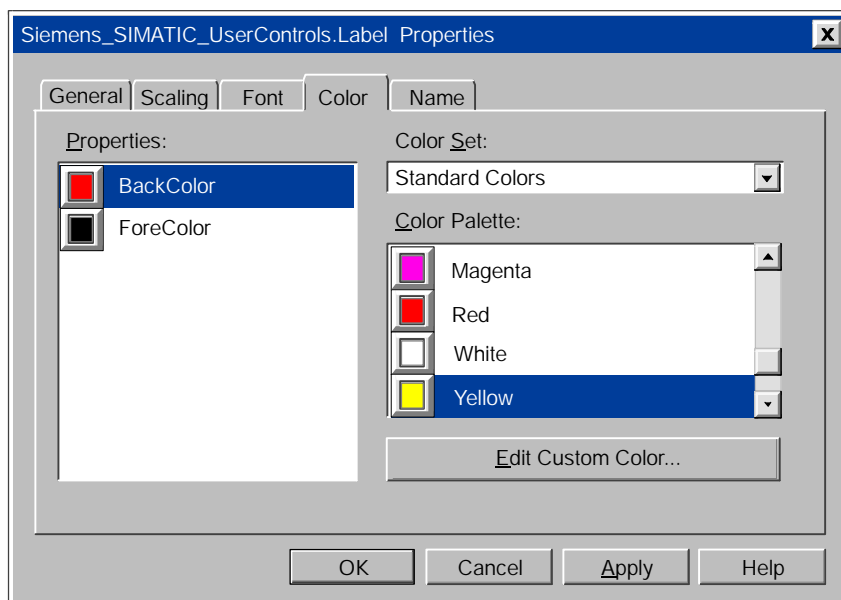 Siemens_SIMATIC_UserControls.Label Properties
General Scaling Font Color Name
Properties:
BackColor
ForeColor
Color Set:
Standard Colors
Color Palette:
Magenta
Red
White
Yellow
Edit Custom Color...
OK Cancel Apply Help